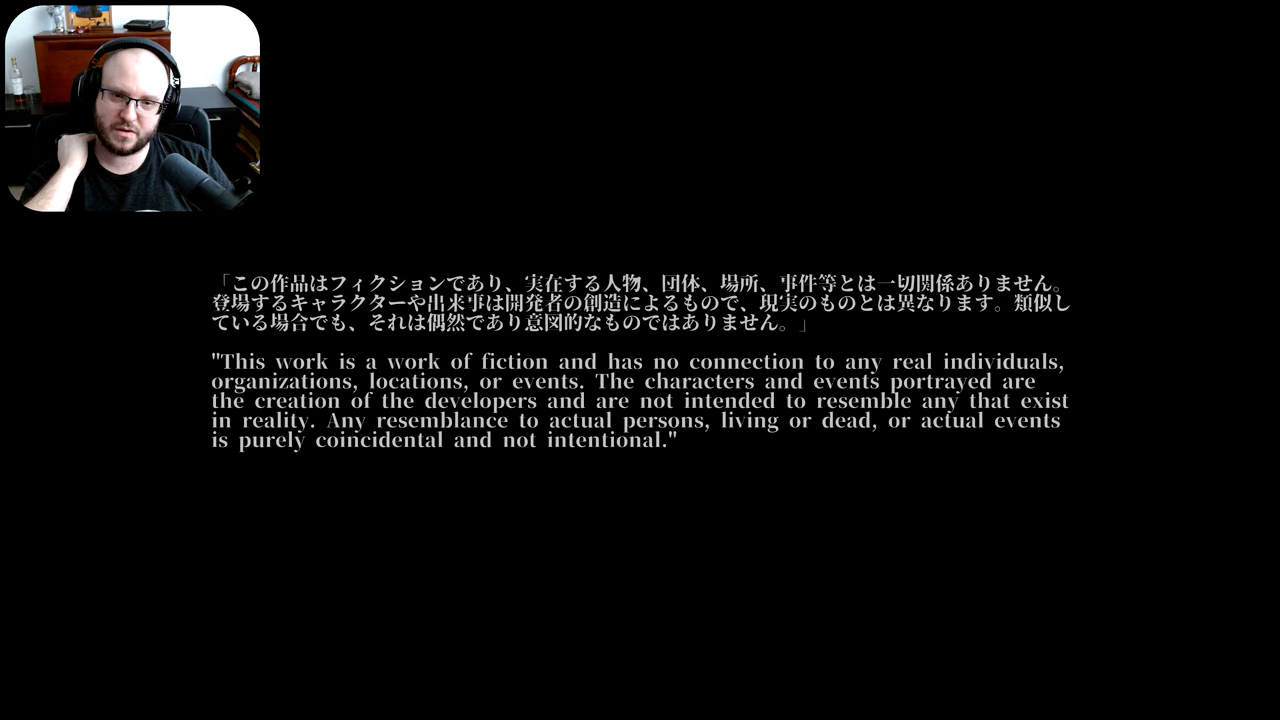 「この作品はフィクションであり、実在する人物、団体、場所、事件等とは一切関係ありません。
登場するキャラクターや出来事は開発者の創造によるもので、現実のものとは異なります。類似し
ている場合でも、それは偶然であり意図的なものではありません。」
"This work is a work of fiction and has no connection to any real individuals,
organizations, locations, or events. The characters and events portrayed are
the creation of the developers and are not intended to resemble any that exist
in reality. Any resemblance to actual persons, living or dead, or actual events
is purely coincidental and not intentional."